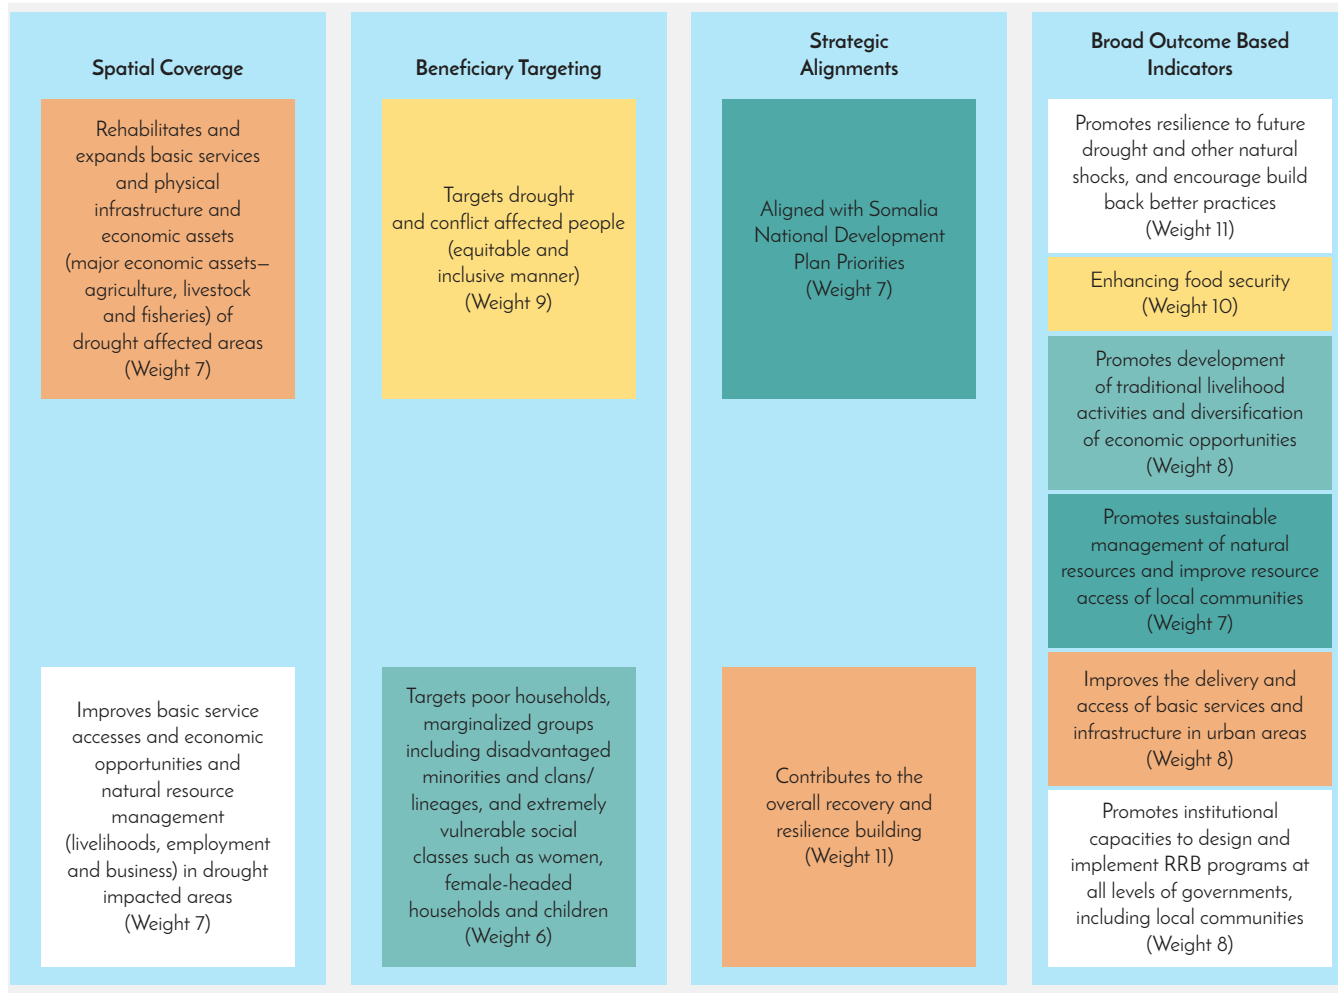 Spatial Coverage
Rehabilitates and
expands basic services
and physical
infrastructure and
economic assets
(major economic assets—
agriculture, livestock
and fisheries) of
drought affected areas
(Weight 7)
Improves basic service
accesses and economic
opportunities and
natural resource
management
(livelihoods, employment
and business) in drought
impacted areas
(Weight 7)
Beneficiary Targeting
Targets drought
and conflict affected people
(equitable and
inclusive manner)
(Weight 9)
Targets poor households,
marginalized groups
including disadvantaged
minorities and clans/
lineages, and extremely
vulnerable social
classes such as women,
female-headed
households and children
(Weight 6)
Strategic
Alignments
Aligned with Somalia
National Development
Plan Priorities
(Weight 7)
Contributes to the
overall recovery and
resilience building
(Weight 11)
Broad Outcome Based
Indicators
Promotes resilience to future
drought and other natural
shocks, and encourage build
back better practices
(Weight 11)
Enhancing food security
(Weight 10)
Promotes development
of traditional livelihood
activities and diversification
of economic opportunities
(Weight 8)
Promotes sustainable
management of natural
resources and improve resource
access of local communities
(Weight 7)
Improves the delivery and
access of basic services and
infrastructure in urban areas
(Weight 8)
Promotes institutional
capacities to design and
implement RRB programs at
all levels of governments,
including local communities
(Weight 8)